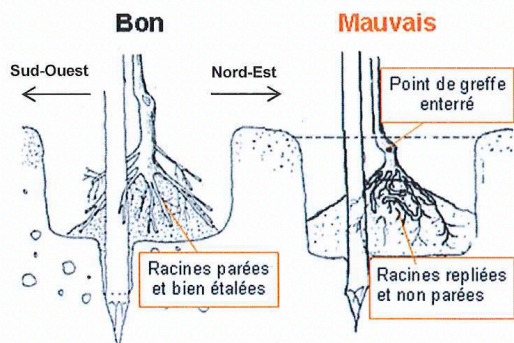 Bon
Mauvais
Sud-Ouest
Nord-Est
Point de greffe
enterré
Racines parées
et bien étalées
Racines repliées
et non parées